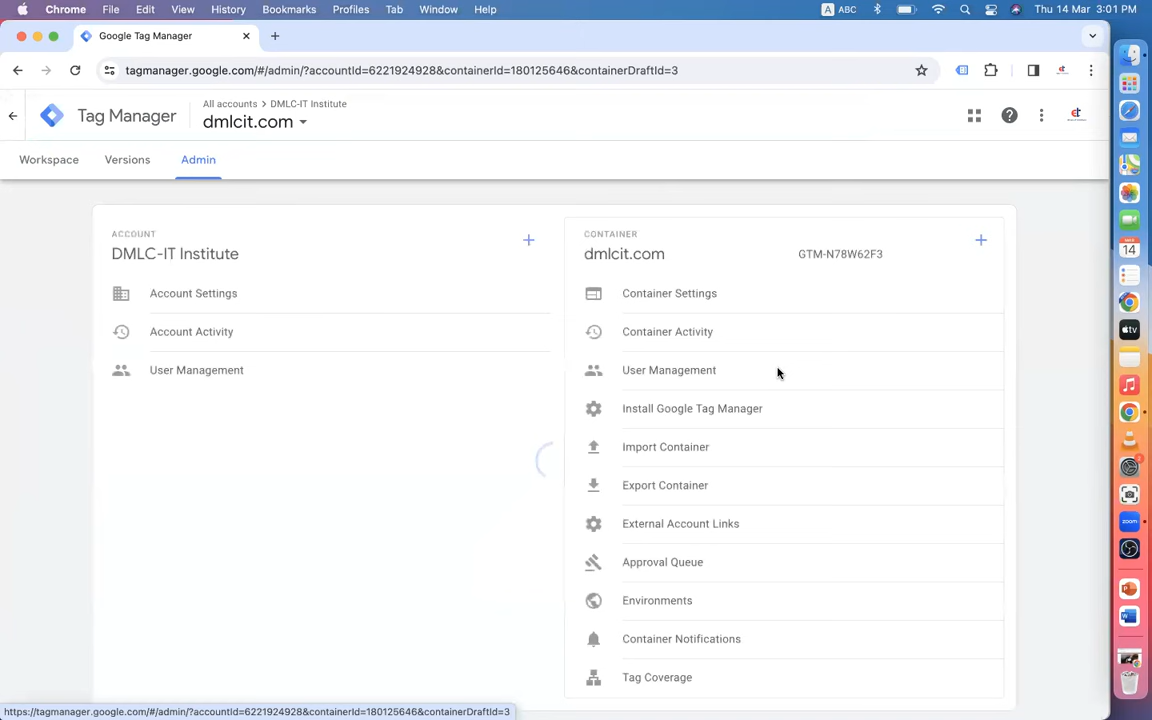 Chrome File Edit View History Bookmarks Profiles Tab Window Help A ABC Thu 14 Mar 3:01 PM
Google Tag Manager
tagmanager.google.com/#/admin/?accountId=6221924928&containerId=180125646&containerDraftId=3
All accounts > DMLC-IT Institute
Tag Manager
dmlcit.com
Workspace Versions Admin
ACCOUNT
DMLC-IT Institute
Account Settings
Account Activity
User Management
CONTAINER
dmlcit.com GTM-N78W62F3
Container Settings
Container Activity
User Management
Install Google Tag Manager
Import Container
Export Container
External Account Links
Approval Queue
Environments
Container Notifications
Tag Coverage
https://tagmanager.google.com/#/admin/?accountId=6221924928&containerId=180125646&containerDraftId=3
14
tv
zoom